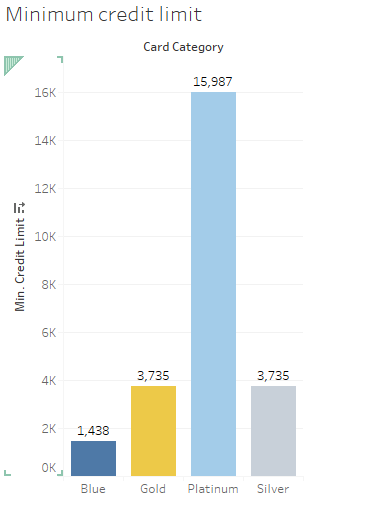 Minimum credit limit
Card Category
15,987
16K
14K
12K
10K
8K
6K
4K
2K
0K
Min. Credit Limit
3,735
3,735
1,438
Blue Gold Platinum Silver